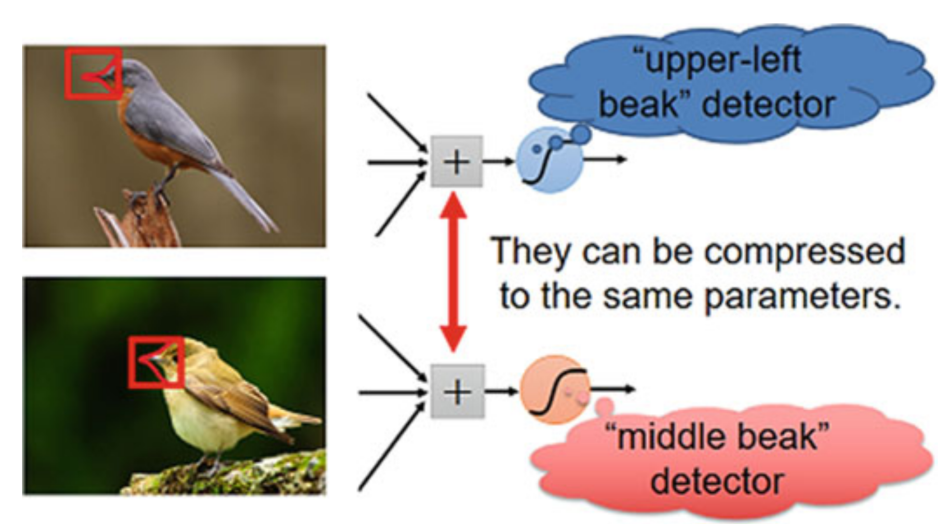 “upper-left
beak” detector
+
They can be compressed
to the same parameters.
+
“middle beak”
detector